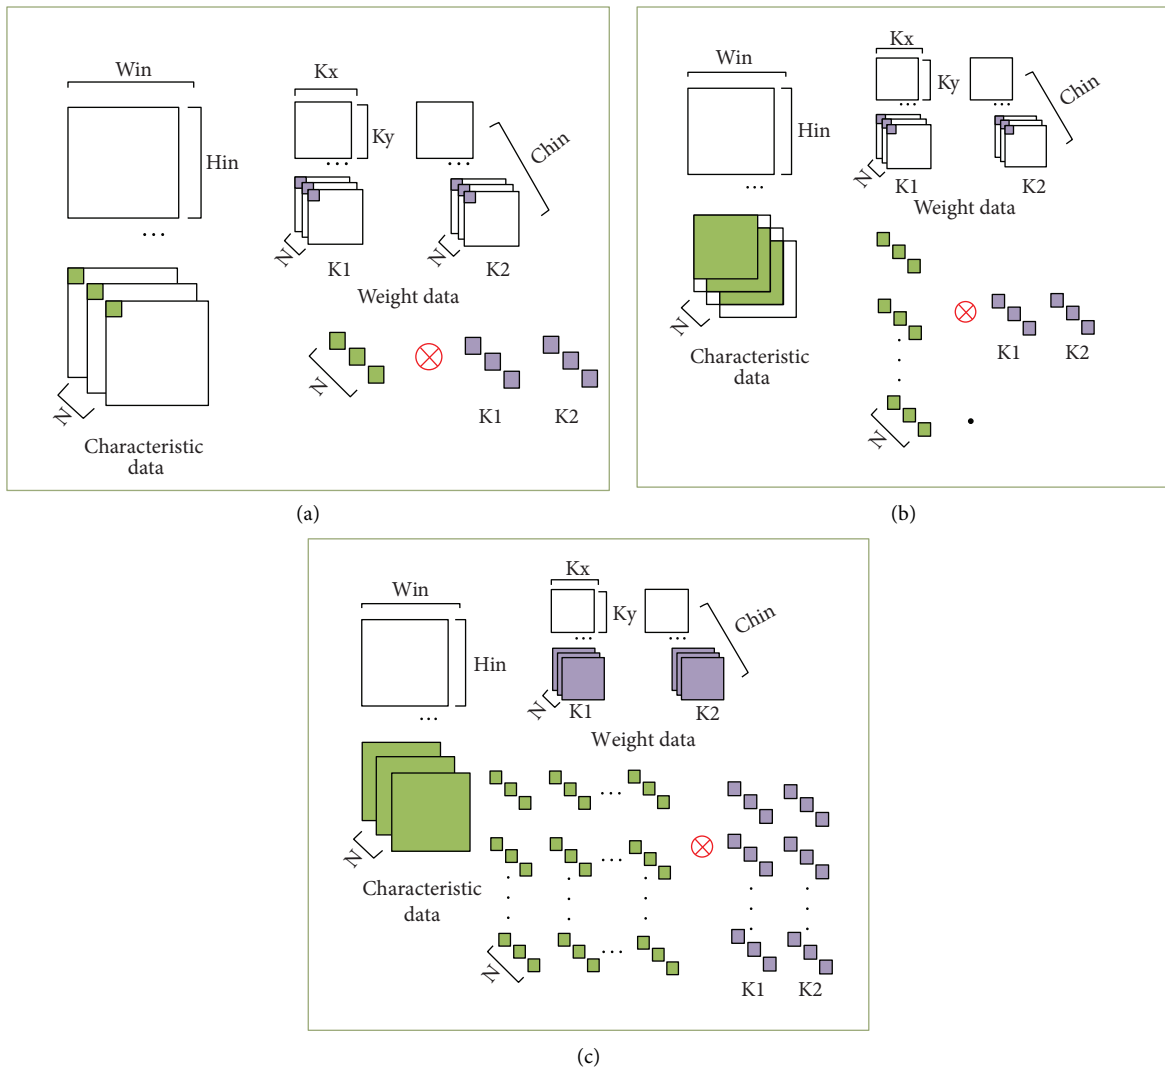 Win
Hin
...
N
Characteristic
data
Kx
Ky
...
...
Chin
N
K1
N
K2
Weight data
N
K1
K2
(a)
Win
Hin
...
N
Characteristic
data
Kx
Ky
...
...
Chin
N
K1
N
K2
Weight data
K1
K2
N
(b)
Win
Hin
...
N
Characteristic
data
Kx
Ky
...
...
Chin
N
K1
K2
Weight data
...
...
N
...
K1
K2
(c)